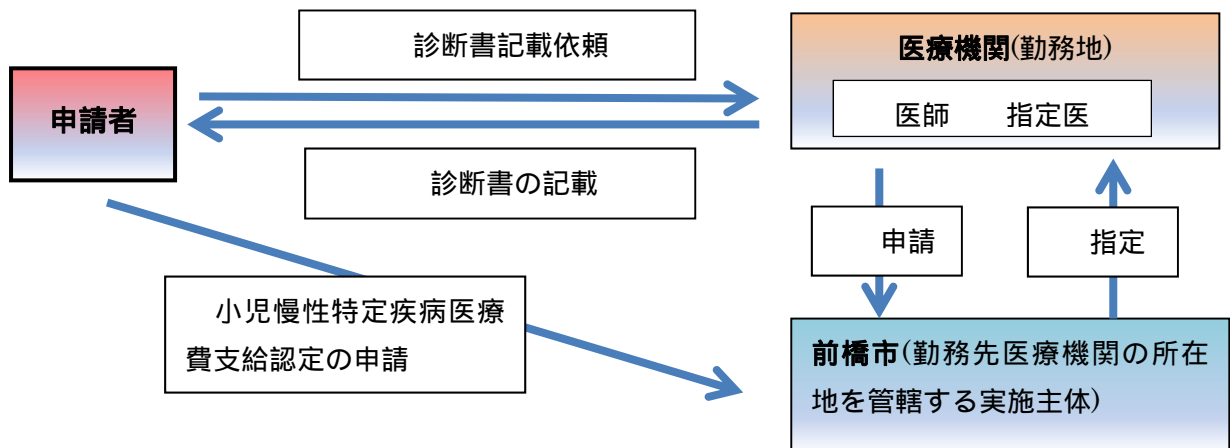 診断書記載依頼
医療機関(勤務地)
申請者
医師　　指定医
診断書の記載
申請
指定
小児慢性特定疾病医療
費支給認定の申請
前橋市(勤務先医療機関の所在
地を管轄する実施主体)